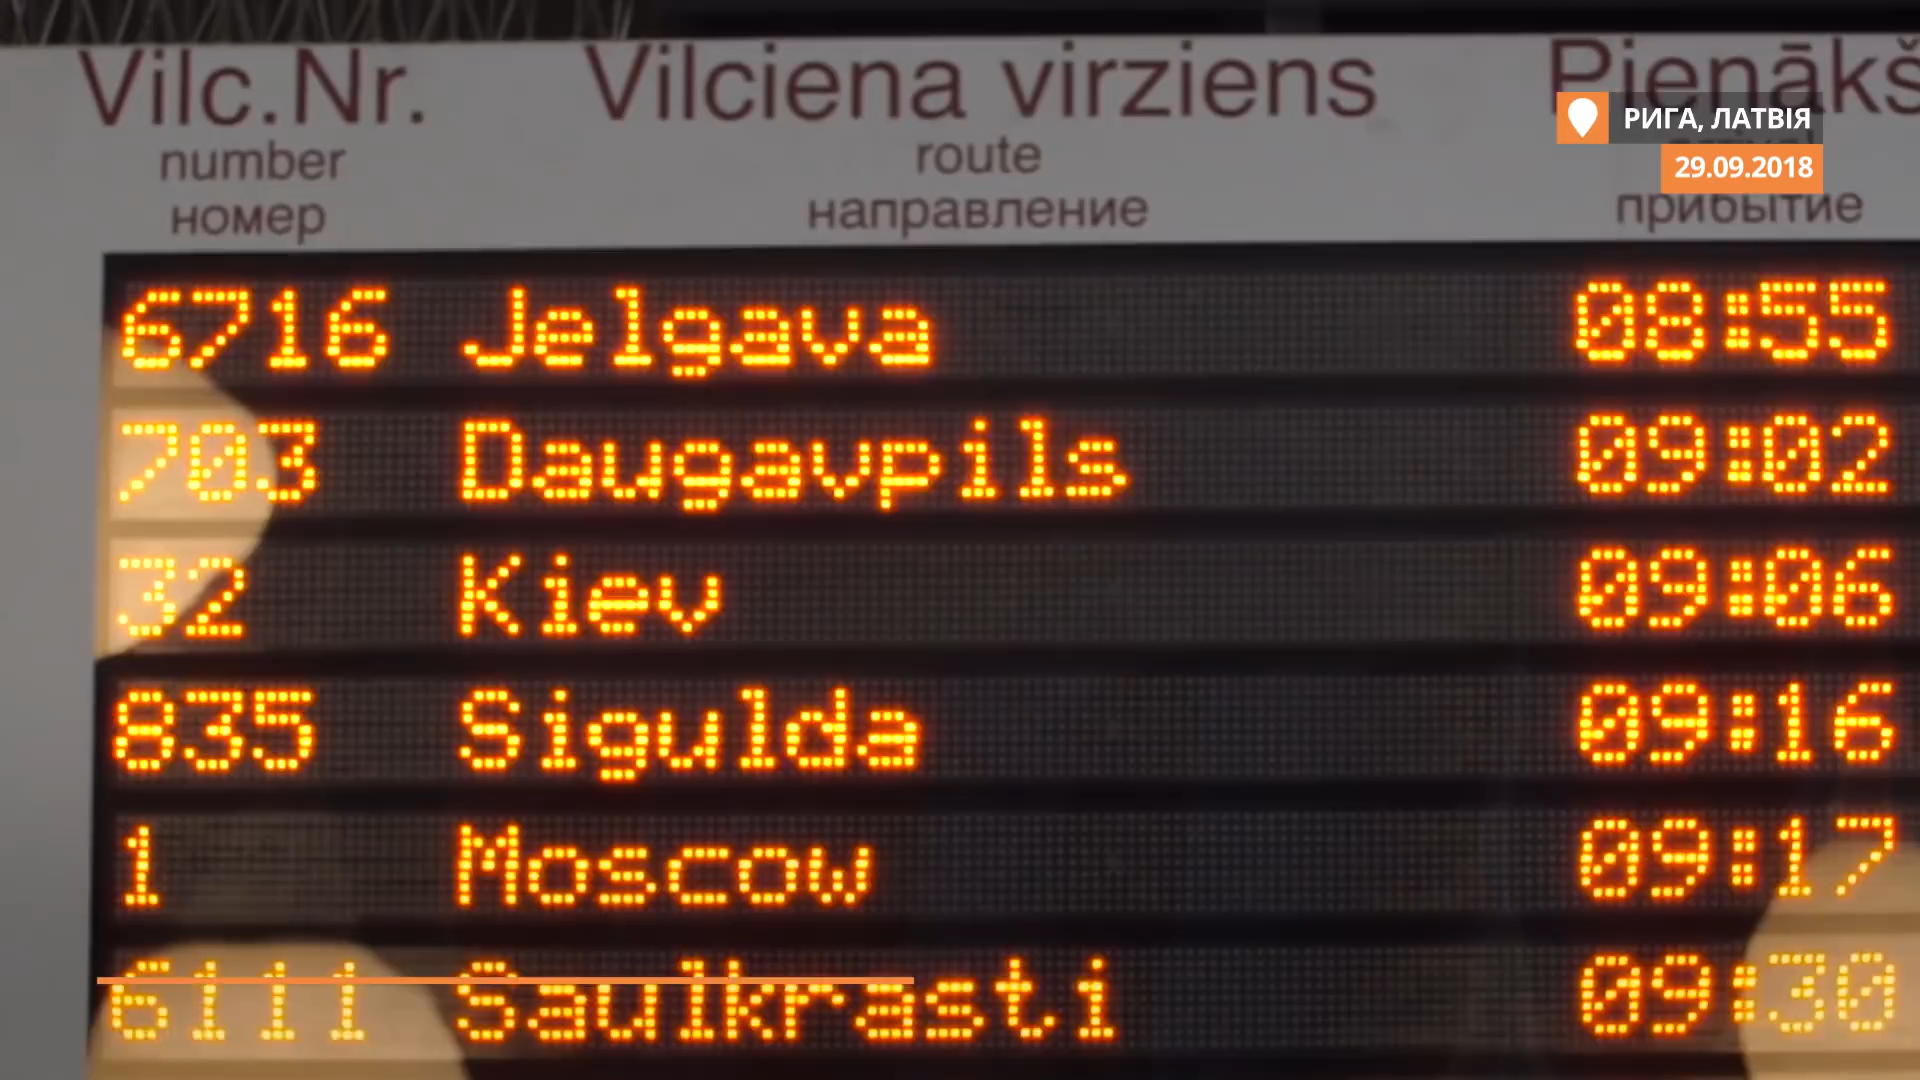 Vilc.Nr. Vilciena virziens Pienākš
number route
номер направление прибытие
РИГА, ЛАТВІЯ
29.09.2018
6716 Jelgava 08:55
703 Daugavpils 09:02
32 Kiev 09:06
835 Sigulda 09:16
1 Moscow 09:17
6111 Saulkrasti 09:30